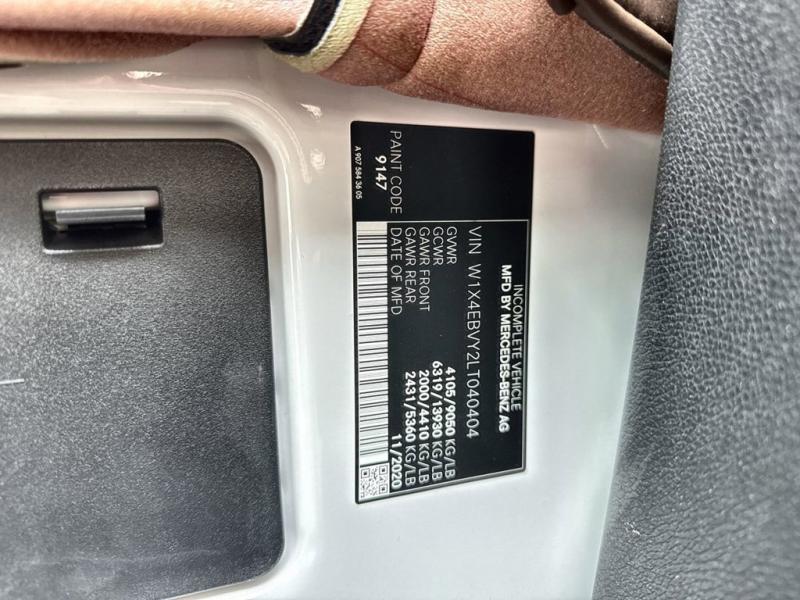 INCOMPLETE VEHICLE
MFD BY MERCEDES-BENZ AG
VIN W1X4EBVY2LT040404
GVWR 4105/9050 KG/LB
GCWR 6319/13930 KG/LB
GAWR FRONT 2000/4410 KG/LB
GAWR REAR 2431/5360 KG/LB
DATE OF MFD 11/2020
PAINT CODE
9147
A 907 584 36 05